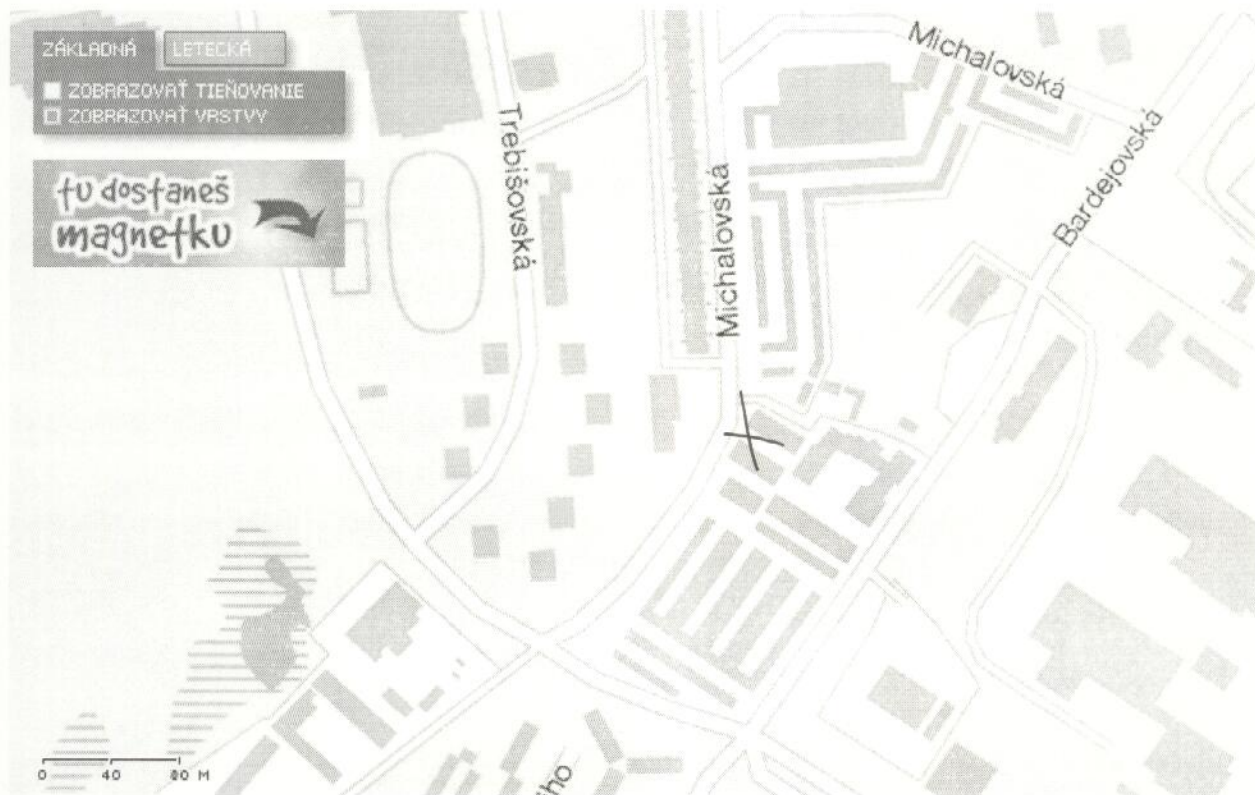 ZÁKLADNÁ
LETECKÁ
ZOBRAZOVAŤ TIEŇOVANIE
ZOBRAZOVAŤ VRSTVY
tu dostaneš
magnetku
Trebišovská
Michalovská
Michalovská
Bardejovská
0 40 80 M